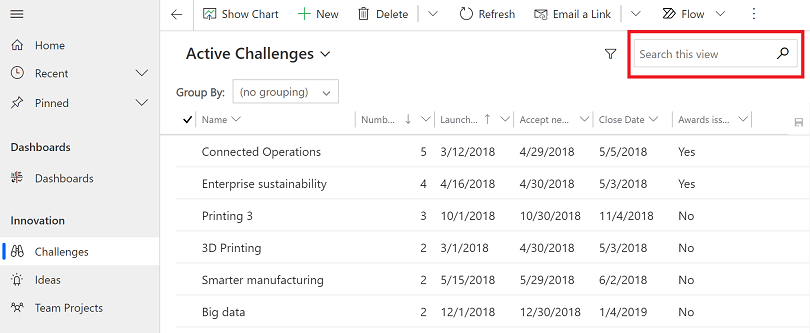 Show Chart New Delete Refresh Email a Link Flow
Home
Recent
Pinned
Dashboards
Dashboards
Innovation
Challenges
Ideas
Team Projects
Active Challenges Search this view
Group By: (no grouping)
Name Numb... Launch... Accept ne... Close Date Awards iss...
Connected Operations 5 3/12/2018 4/29/2018 5/5/2018 Yes
Enterprise sustainability 4 4/16/2018 4/30/2018 5/3/2018 Yes
Printing 3 3 10/1/2018 10/30/2018 11/4/2018 No
3D Printing 2 3/1/2018 4/30/2018 5/3/2018 No
Smarter manufacturing 2 5/15/2018 5/29/2018 6/2/2018 No
Big data 2 12/1/2018 12/30/2018 1/4/2019 No